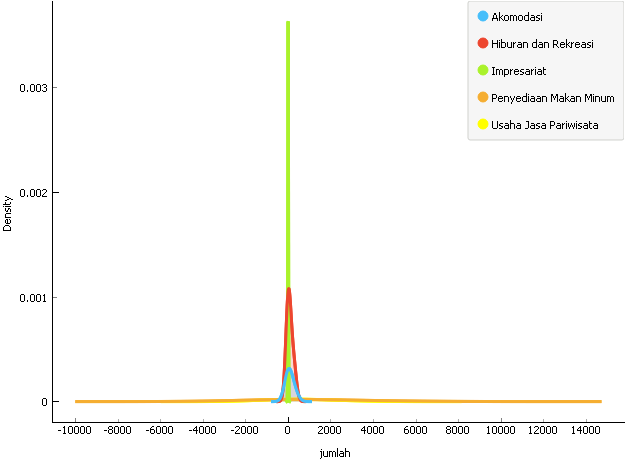 Akomodasi
Hiburan dan Rekreasi
Impresariat
Penyediaan Makan Minum
Usaha Jasa Pariwisata
0.003
0.002
0.001
0
Density
-10000 -8000 -6000 -4000 -2000 0 2000 4000 6000 8000 10000 12000 14000
jumlah